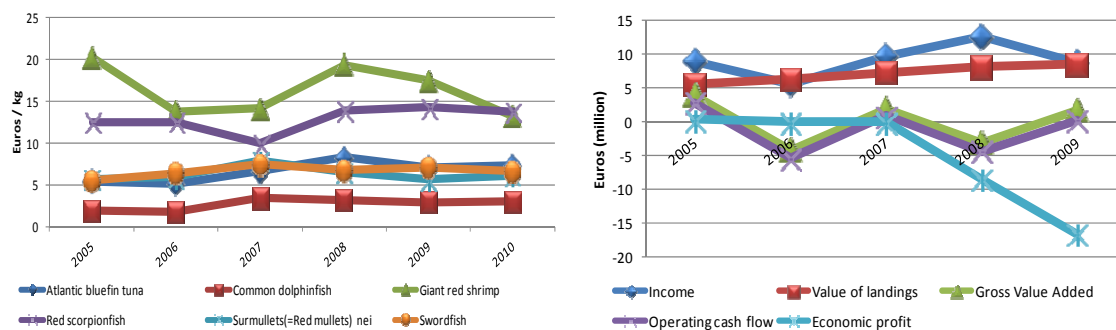 Euros / kg
25
20
15
10
5
0
2005 2006 2007 2008 2009 2010
Atlantic bluefin tuna Common dolphinfish Giant red shrimp
Red scorpionfish Surmullets(=Red mullets) nei Swordfish
Euros (million)
15
10
5
0
-5
-10
-15
-20
2005 2006 2007 2008 2009
Income Value of landings Gross Value Added
Operating cash flow Economic profit